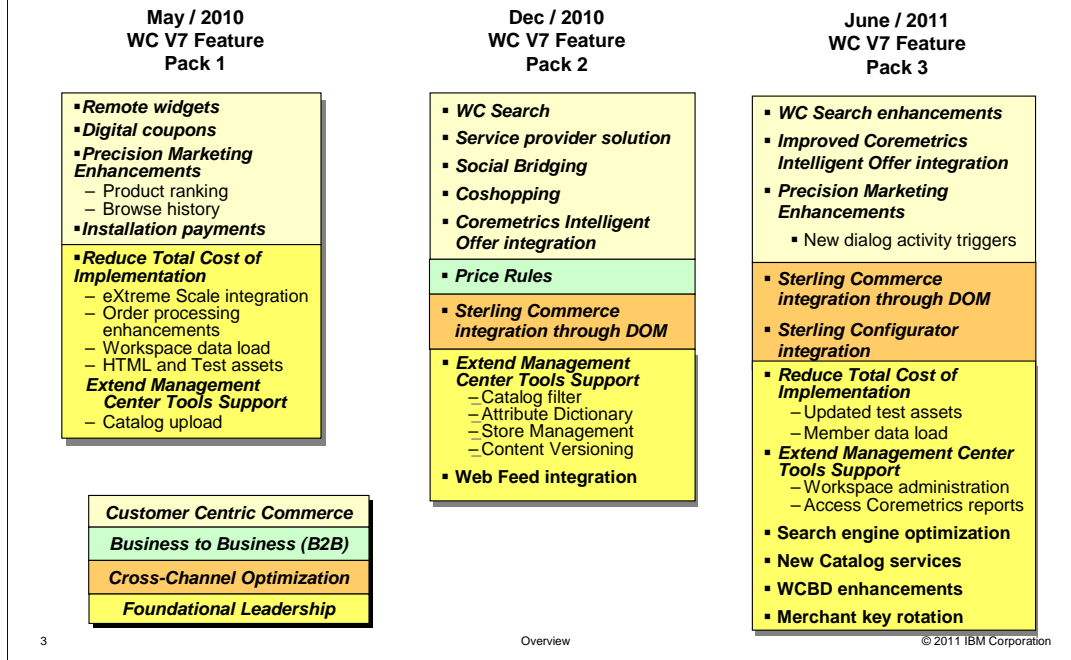 May / 2010
WC V7 Feature
Pack 1
▪Remote widgets
▪Digital coupons
▪Precision Marketing
Enhancements
– Product ranking
– Browse history
▪Installation payments
▪Reduce Total Cost of
Implementation
– eXtreme Scale integration
– Order processing
enhancements
– Workspace data load
– HTML and Test assets
Extend Management
Center Tools Support
– Catalog upload
Dec / 2010
WC V7 Feature
Pack 2
▪ WC Search
▪ Service provider solution
▪ Social Bridging
▪ Coshopping
▪ Coremetrics Intelligent
Offer integration
▪ Price Rules
▪ Sterling Commerce
integration through DOM
▪ Extend Management
Center Tools Support
–Catalog filter
–Attribute Dictionary
–Store Management
–Content Versioning
▪ Web Feed integration
June / 2011
WC V7 Feature
Pack 3
▪ WC Search enhancements
▪ Improved Coremetrics
Intelligent Offer integration
▪ Precision Marketing
Enhancements
▪ New dialog activity triggers
▪ Sterling Commerce
integration through DOM
▪ Sterling Configurator
integration
▪ Reduce Total Cost of
Implementation
– Updated test assets
– Member data load
▪ Extend Management Center
Tools Support
– Workspace administration
– Access Coremetrics reports
▪ Search engine optimization
▪ New Catalog services
▪ WCBD enhancements
▪ Merchant key rotation
Customer Centric Commerce
Business to Business (B2B)
Cross-Channel Optimization
Foundational Leadership
3
Overview
© 2011 IBM Corporation